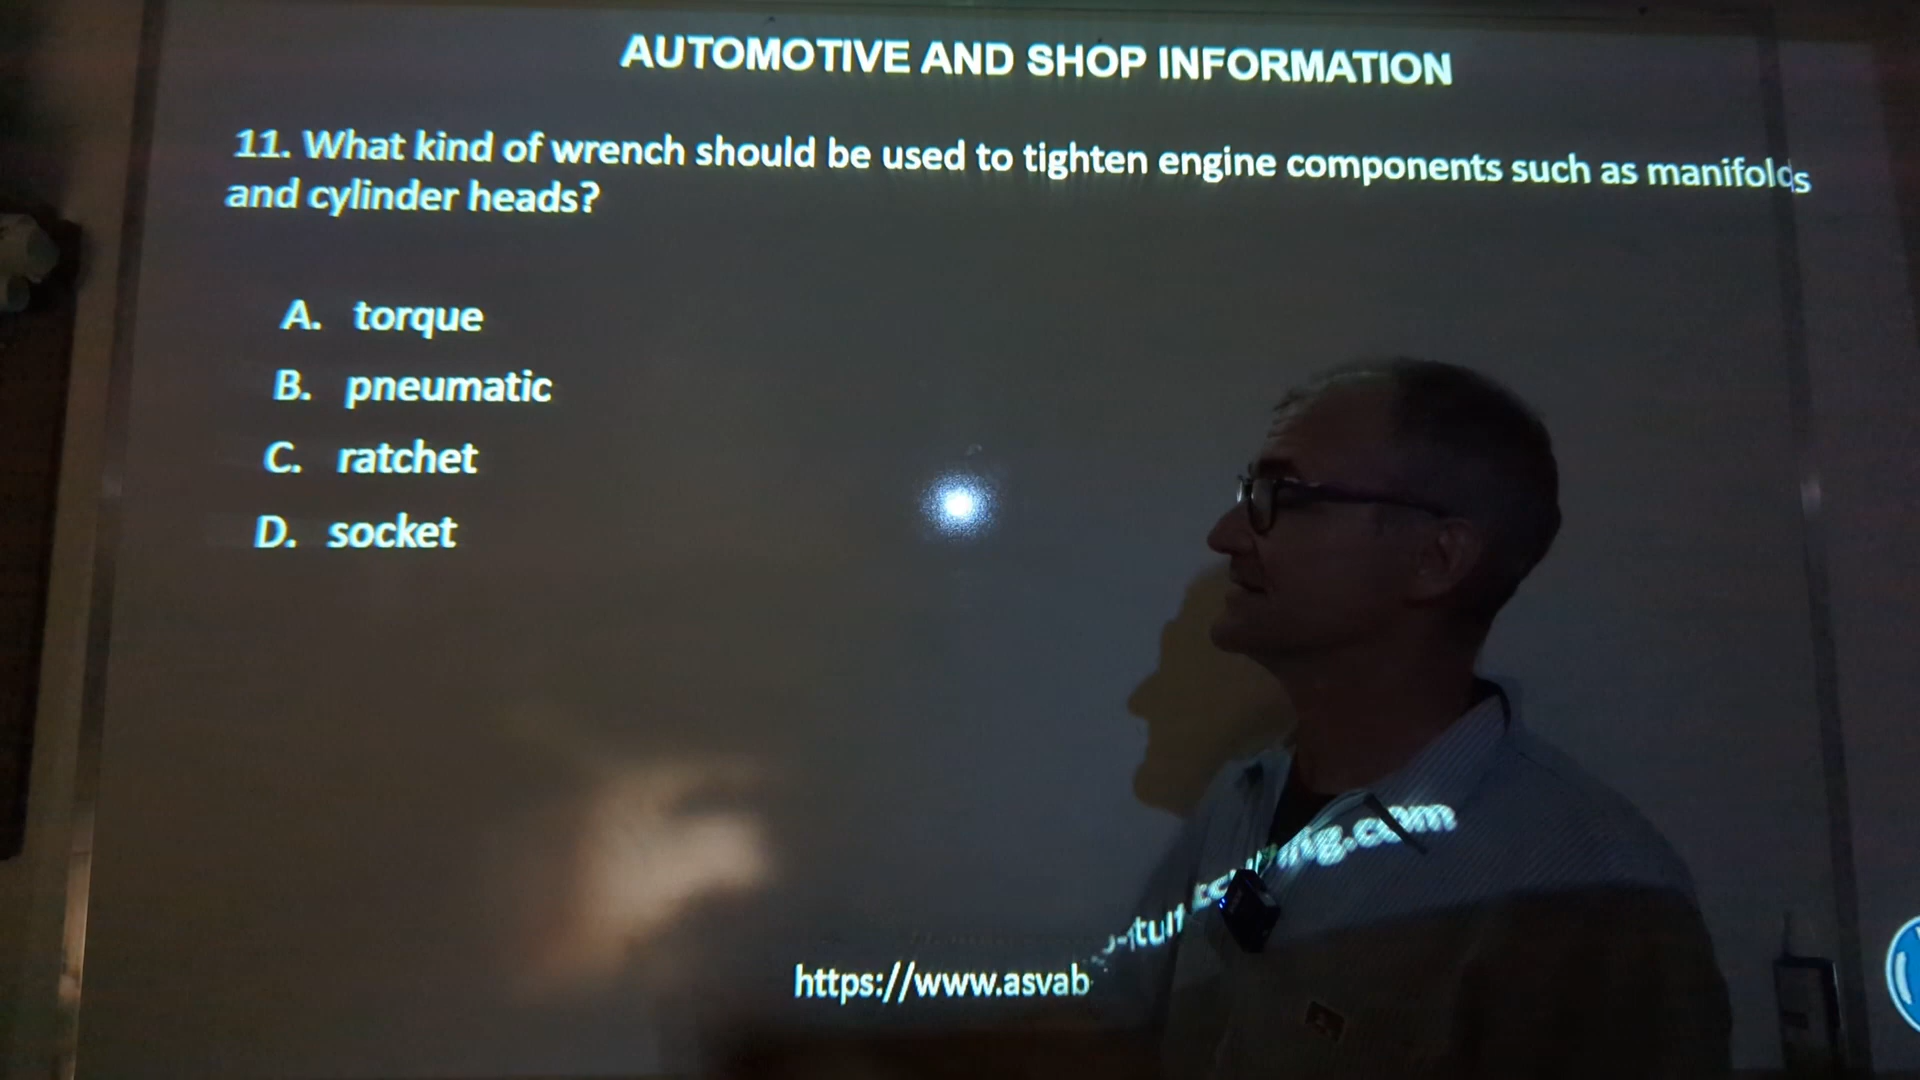 AUTOMOTIVE AND SHOP INFORMATION
11. What kind of wrench should be used to tighten engine components such as manifolds
and cylinder heads?
A. torque
B. pneumatic
C. ratchet
D. socket
https://www.asvab